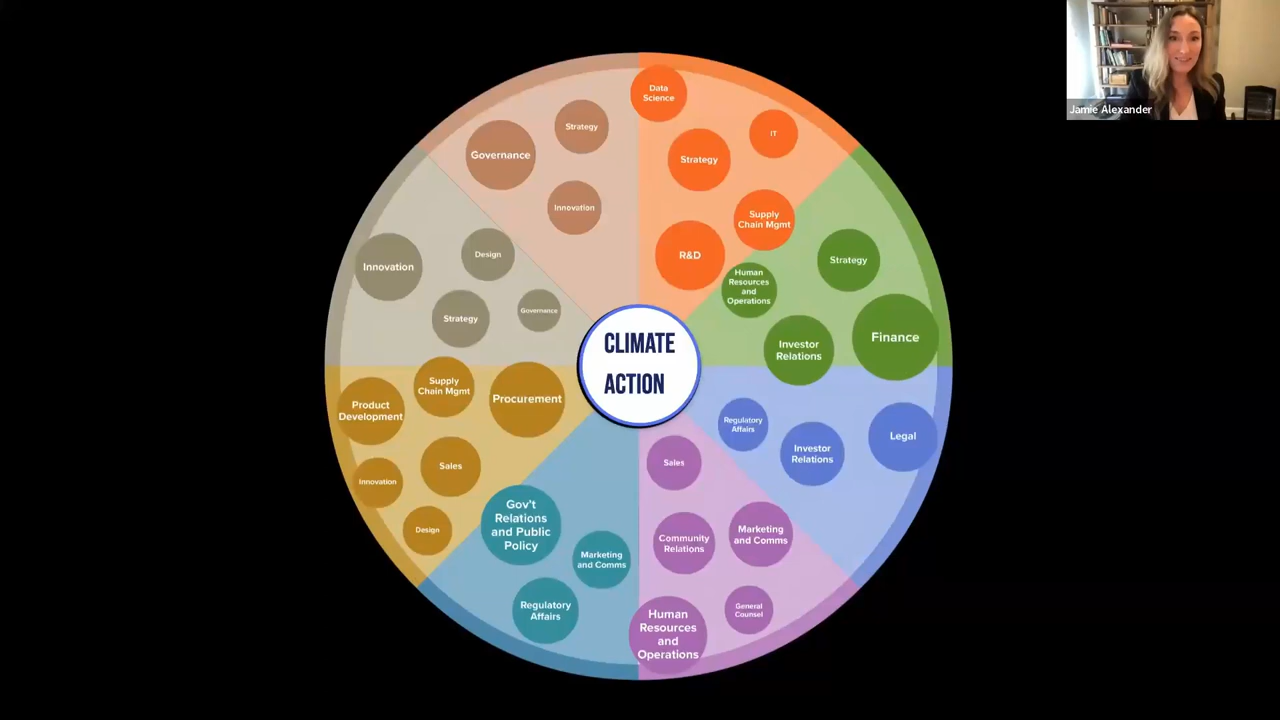 Jamie Alexander
Data
Science
Strategy
IT
Governance
Strategy
Supply
Chain Mgmt
Innovation
R&D
Human
Resources
and
Operations
Strategy
Design
Innovation
Governance
Strategy
Finance
Investor
Relations
CLIMATE
ACTION
Supply
Chain Mgmt
Procurement
Product
Development
Regulatory
Affairs
Legal
Investor
Relations
Sales
Sales
Innovation
Design
Gov't
Relations
and Public
Policy
Marketing
and Comms
Regulatory
Affairs
Community
Relations
Marketing
and Comms
General
Counsel
Human
Resources
and
Operations